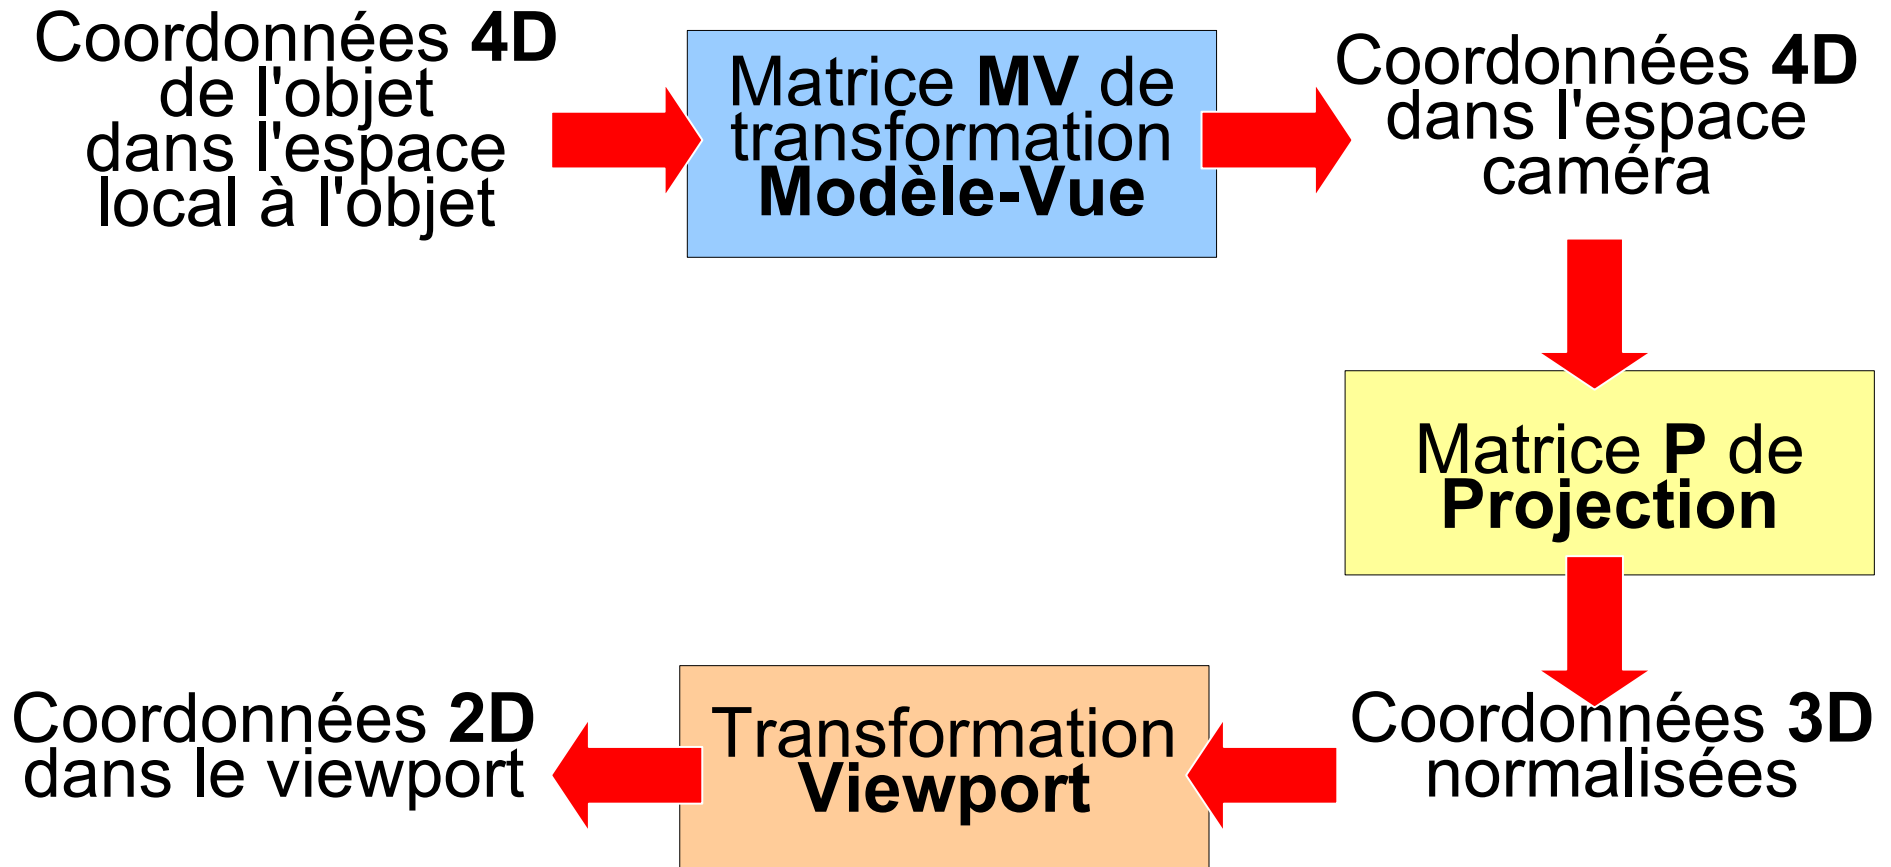 Coordonnées 4D
de l'objet
dans l'espace
local à l'objet
Matrice MV de
transformation
Modèle-Vue
Coordonnées 4D
dans l'espace
caméra
Matrice P de
Projection
Coordonnées 3D
normalisées
Transformation
Viewport
Coordonnées 2D
dans le viewport